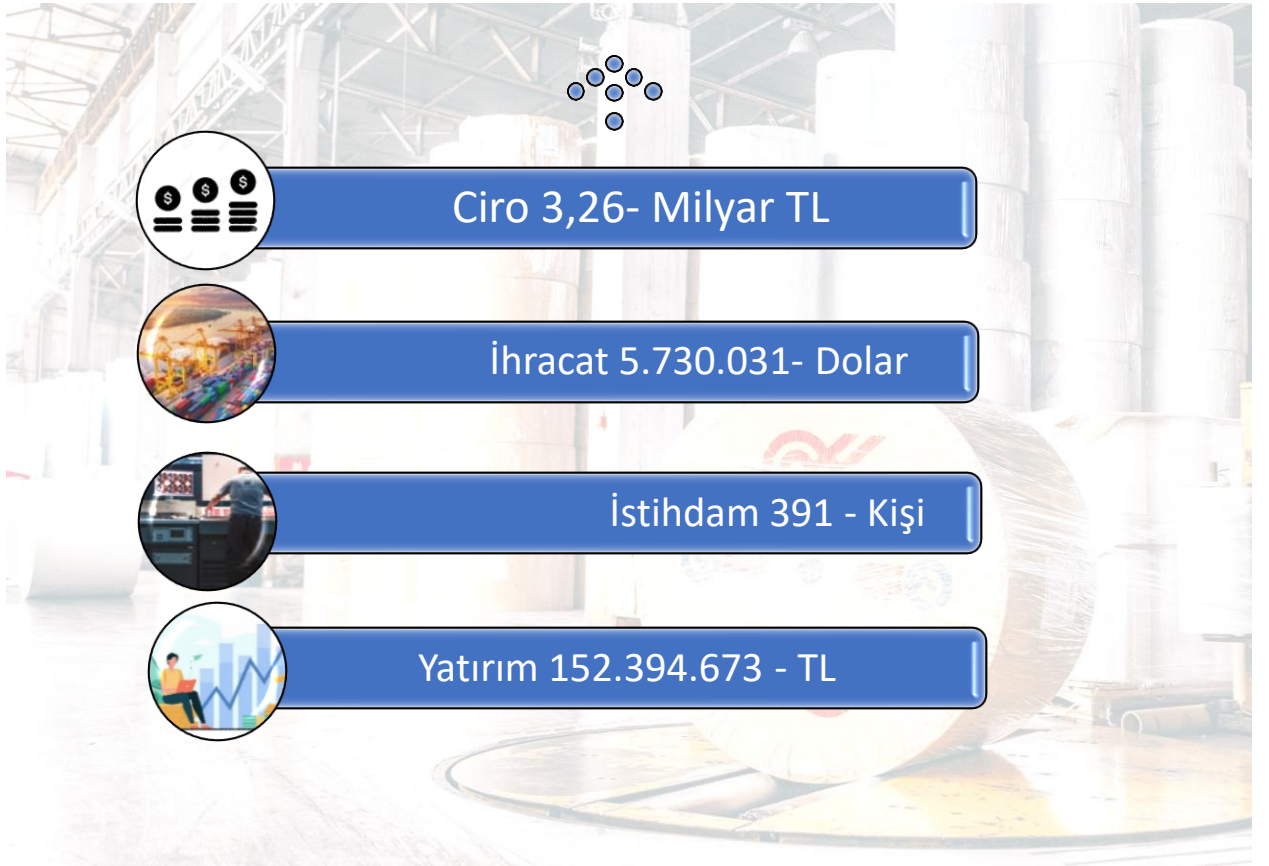 Ciro 3,26- Milyar TL
İhracat 5.730.031- Dolar
İstihdam 391 - Kişi
Yatırım 152.394.673 - TL